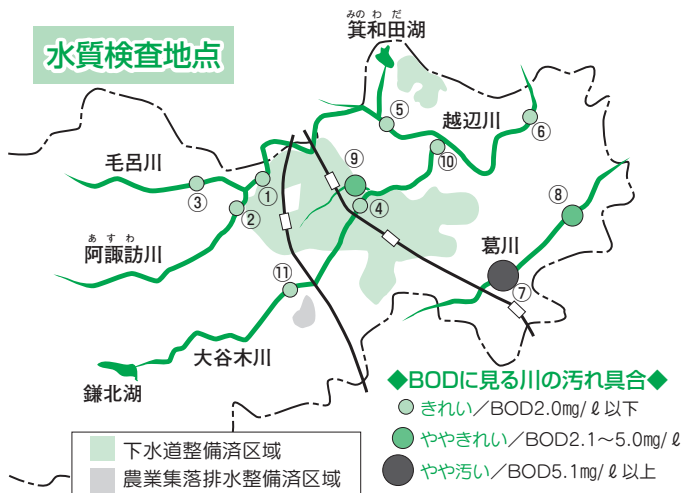 水質検査地点
みのわだ
箕和田湖
越辺川
毛呂川
あすわ
阿諏訪川
葛川
大谷木川
鎌北湖
⑤
⑥
⑩
⑨
①
③
②
④
⑧
⑦
⑪
◆BODに見る川の汚れ具合◆
きれい/BOD2.0mg/ℓ以下
ややきれい/BOD2.1〜5.0mg/ℓ
やや汚い/BOD5.1mg/ℓ以上
下水道整備済区域
農業集落排水整備済区域